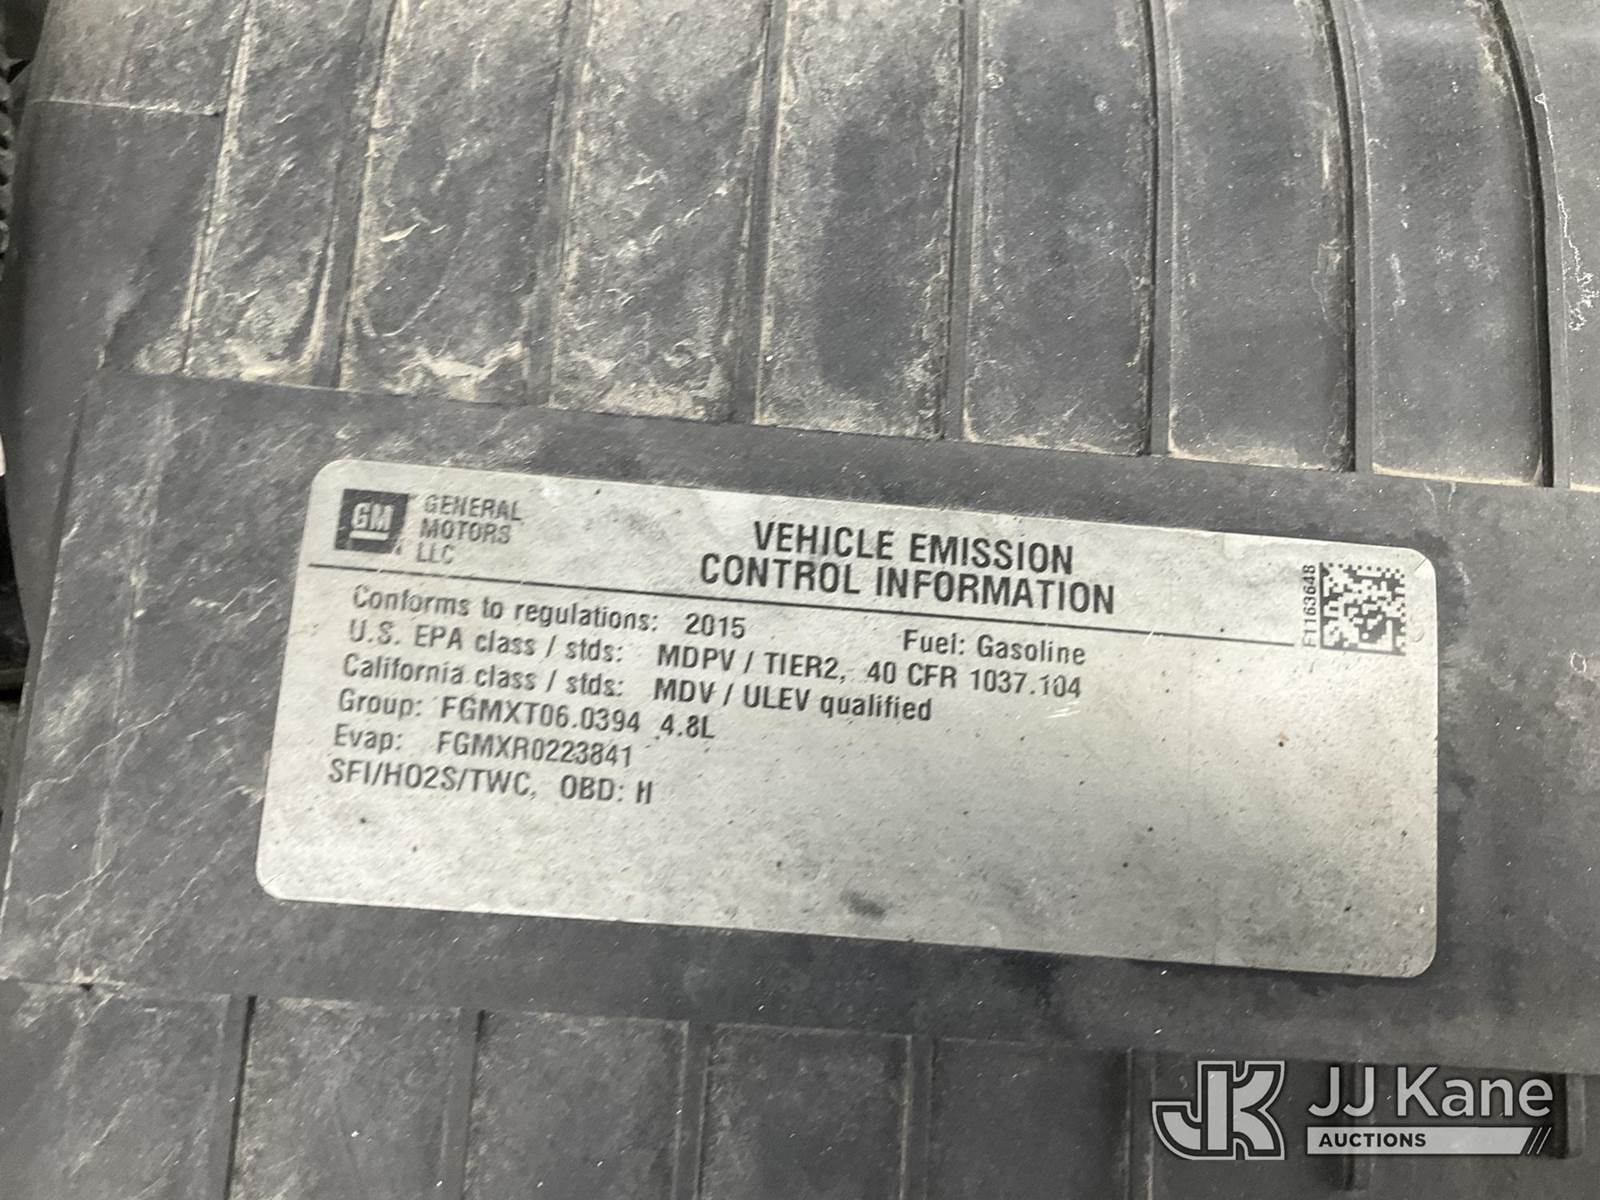 GM
GENERAL
MOTORS
LLC
VEHICLE EMISSION
CONTROL INFORMATION
F1163648
Conforms to regulations: 2015 Fuel: Gasoline
U.S. EPA class / stds: MDPV / TIER2, 40 CFR 1037.104
California class / stds: MDV / ULEV qualified
Group: FGMXT06.0394 4.8L
Evap: FGMXR0223841
SFI/HO2S/TWC, OBD: II
JK JJ Kane
AUCTIONS